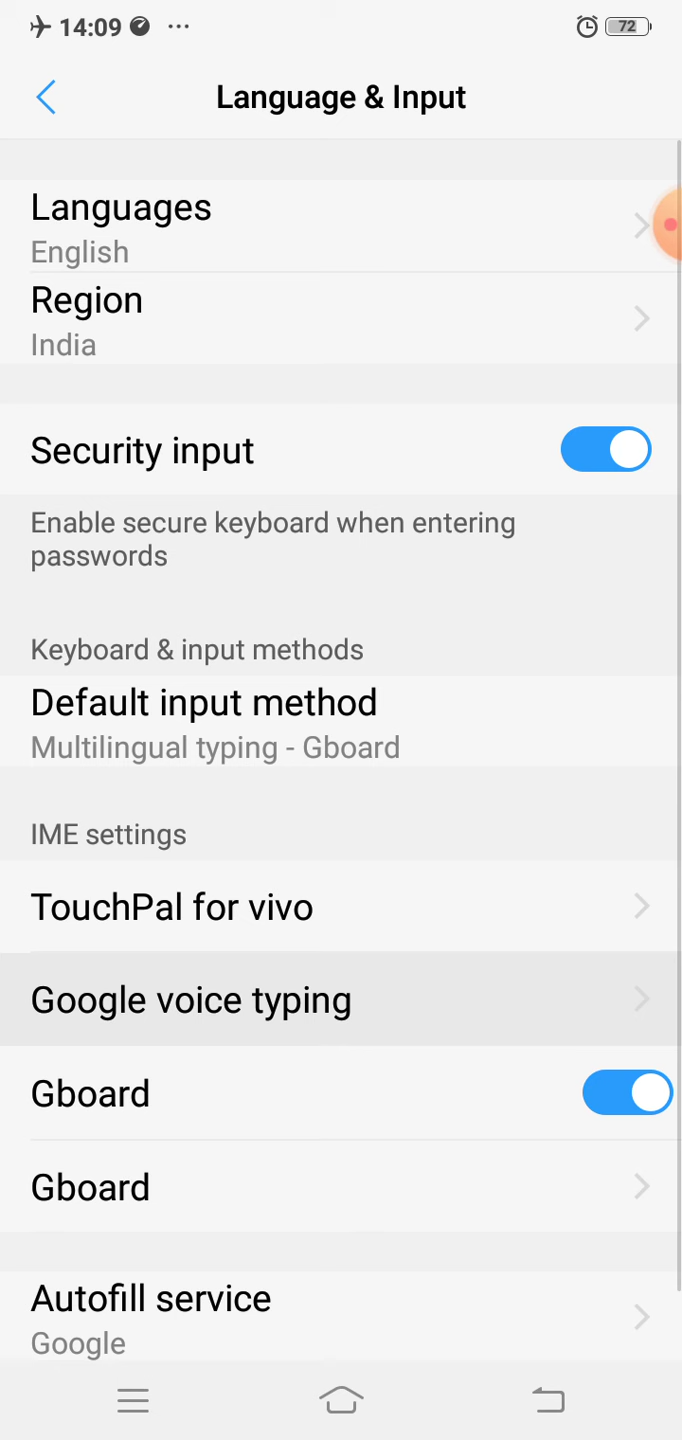 14:09 ...
72
Language & Input
Languages
English
Region
India
Security input
Enable secure keyboard when entering
passwords
Keyboard & input methods
Default input method
Multilingual typing - Gboard
IME settings
TouchPal for vivo
Google voice typing
Gboard
Gboard
Autofill service
Google